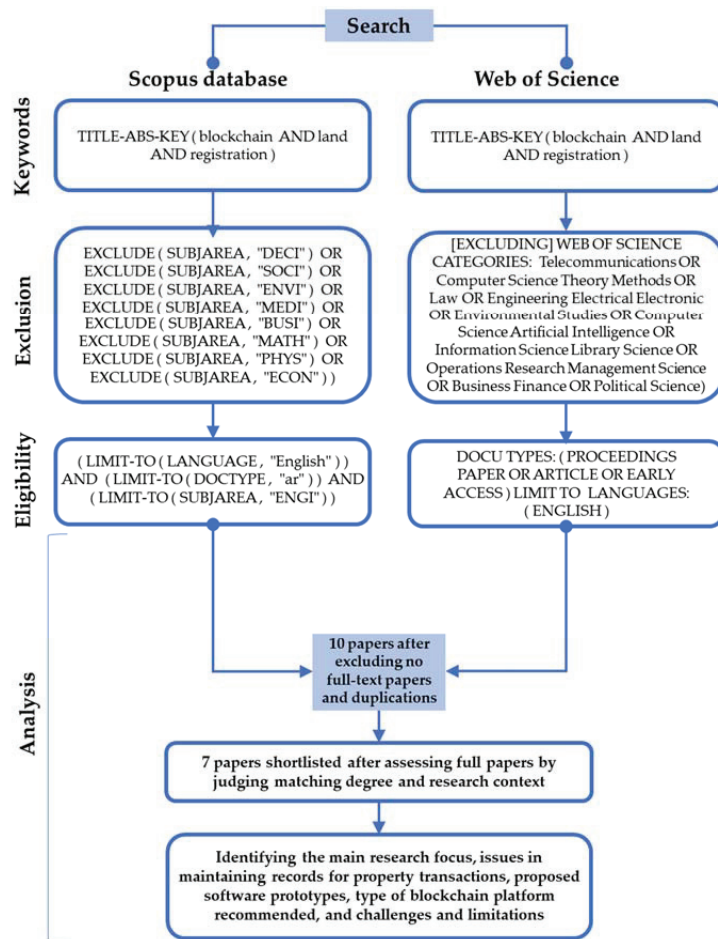 Search
Scopus database
Web of Science
Keywords
TITLE-ABS-KEY(blockchain AND land
AND registration)
TITLE-ABS-KEY(blockchain AND land
AND registration)
Exclusion
EXCLUDE(SUBJAREA, "DECI") OR
EXCLUDE(SUBJAREA, "SOCI") OR
EXCLUDE(SUBJAREA, "ENVI") OR
EXCLUDE(SUBJAREA, "MEDI") OR
EXCLUDE(SUBJAREA, "BUSI") OR
EXCLUDE(SUBJAREA, "MATH") OR
EXCLUDE(SUBJAREA, "PHYS") OR
EXCLUDE(SUBJAREA, "ECON"))
[EXCLUDING] WEB OF SCIENCE
CATEGORIES: Telecommunications OR
Computer Science Theory Methods OR
Law OR Engineering Electrical Electronic
OR Environmental Studies OR Computer
Science Artificial Intelligence OR
Information Science Library Science OR
Operations Research Management Science
OR Business Finance OR Political Science)
Eligibility
(LIMIT-TO(LANGUAGE, "English"))
AND (LIMIT-TO(DOCTYPE, "ar")) AND
(LIMIT-TO(SUBJAREA, "ENGI"))
DOCU TYPES: (PROCEEDINGS
PAPER OR ARTICLE OR EARLY
ACCESS) LIMIT TO LANGUAGES:
(ENGLISH)
Analysis
10 papers after
excluding no
full-text papers
and duplications
7 papers shortlisted after assessing full papers by
judging matching degree and research context
Identifying the main research focus, issues in
maintaining records for property transactions, proposed
software prototypes, type of blockchain platform
recommended, and challenges and limitations